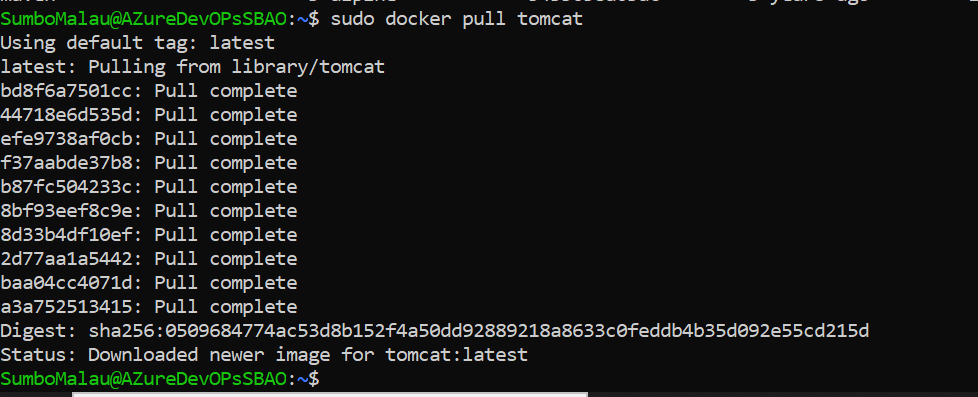 SumboMalau@AZureDevOPsSBAO:~$ sudo docker pull tomcat
Using default tag: latest
latest: Pulling from library/tomcat
bd8f6a7501cc: Pull complete
44718e6d535d: Pull complete
efe9738af0cb: Pull complete
f37aabde37b8: Pull complete
b87fc504233c: Pull complete
8bf93eef8c9e: Pull complete
8d33b4df10ef: Pull complete
2d77aa1a5442: Pull complete
baa04cc4071d: Pull complete
a3a752513415: Pull complete
Digest: sha256:0509684774ac53d8b152f4a50dd92889218a8633c0feddb4b35d092e55cd215d
Status: Downloaded newer image for tomcat:latest
SumboMalau@AZureDevOPsSBAO:~$